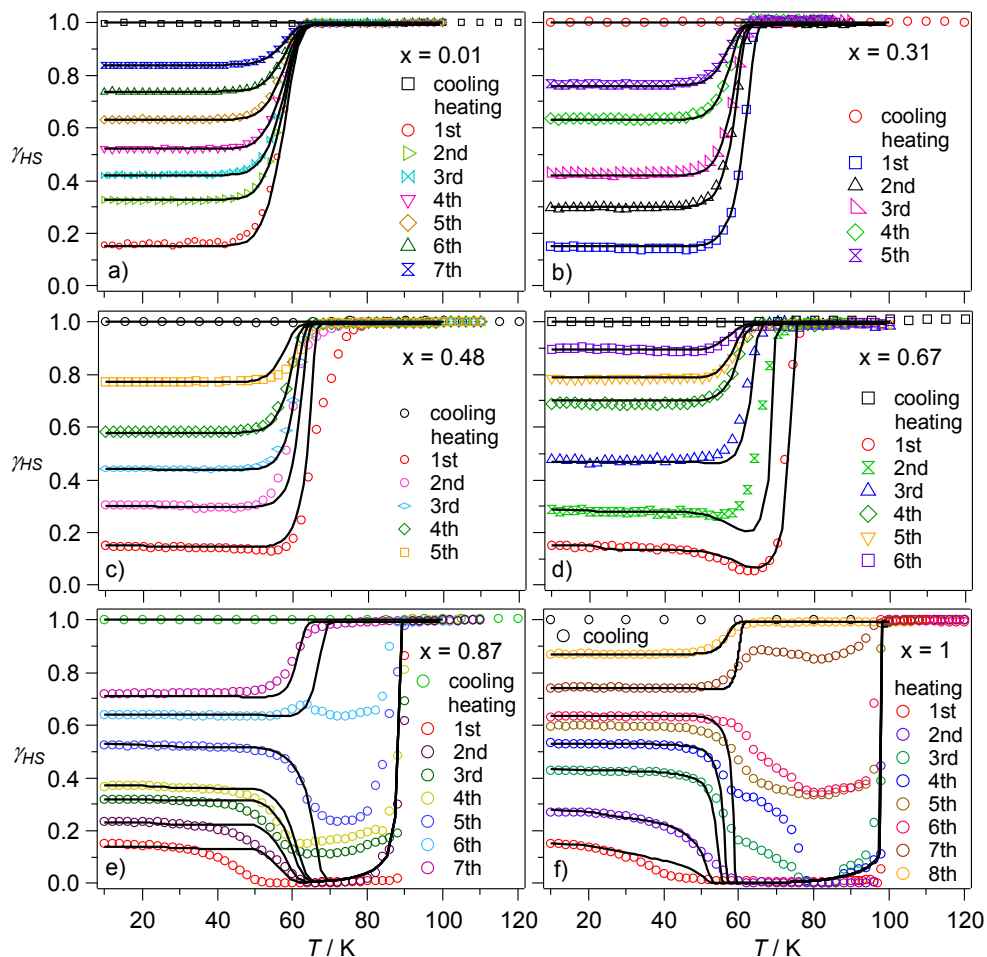 1.0
0.8
0.6
0.4
0.2
0.0
γHS
x = 0.01
cooling
heating
1st
2nd
3rd
4th
5th
6th
7th
a)
x = 0.31
cooling
heating
1st
2nd
3rd
4th
5th
b)
1.0
0.8
0.6
0.4
0.2
0.0
γHS
x = 0.48
cooling
heating
1st
2nd
3rd
4th
5th
c)
x = 0.67
cooling
heating
1st
2nd
3rd
4th
5th
6th
d)
1.0
0.8
0.6
0.4
0.2
0.0
γHS
x = 0.87
cooling
heating
1st
2nd
3rd
4th
5th
6th
7th
e)
cooling
x = 1
heating
1st
2nd
3rd
4th
5th
6th
7th
8th
f)
20 40 60 80 100 120
T / K
20 40 60 80 100 120
T / K